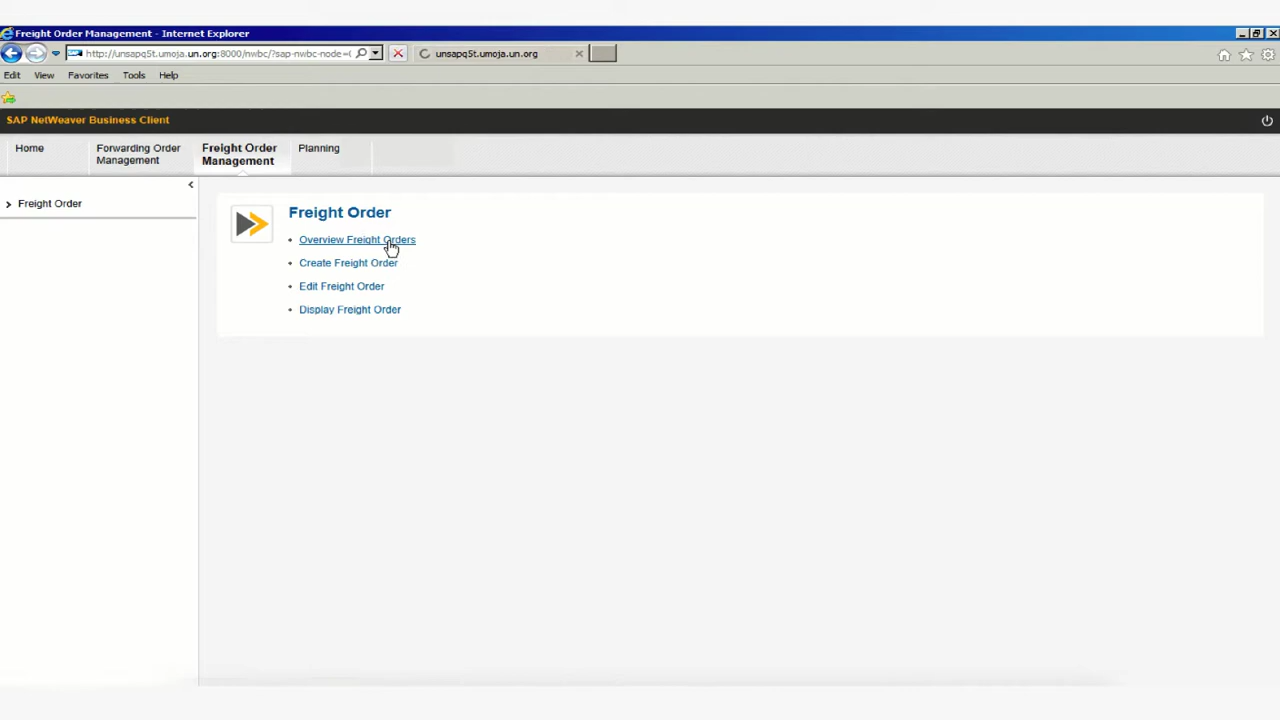 Freight Order Management - Internet Explorer
http://unsapq5t.umoja.un.org:8000/nwbc/?sap-nwbc-node=( unsapq5t.umoja.un.org
Edit View Favorites Tools Help
SAP NetWeaver Business Client
Home Forwarding Order Management Freight Order Management Planning
Freight Order
Freight Order
Overview Freight Orders
Create Freight Order
Edit Freight Order
Display Freight Order